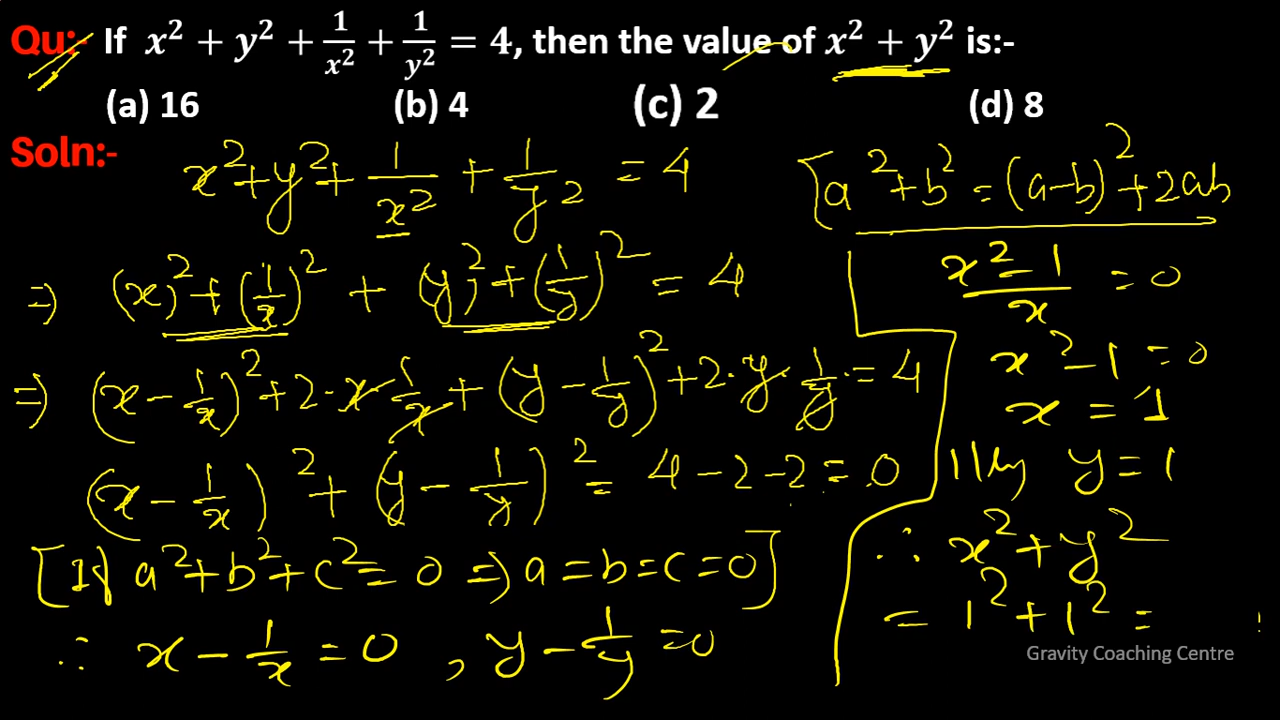 Qu:- If x² + y² + 1/x² + 1/y² = 4, then the value of x² + y² is:-
(a) 16 (b) 4 (c) 2 (d) 8
Soln:-
x² + y² + 1/x² + 1/y² = 4
⇒ (x)² + (1/x)² + (y)² + (1/y)² = 4
⇒ (x - 1/x)² + 2·x·1/x + (y - 1/y)² + 2·y·1/y = 4
(x - 1/x)² + (y - 1/y)² = 4 - 2 - 2 = 0
[If a² + b² + c² = 0 ⇒ a = b = c = 0]
∴ x - 1/x = 0, y - 1/y = 0
[a² + b² = (a-b)² + 2ab
x² - 1/x = 0
x² - 1 = 0
x = 1
llly y = 1
∴ x² + y²
= 1² + 1² =
Gravity Coaching Centre